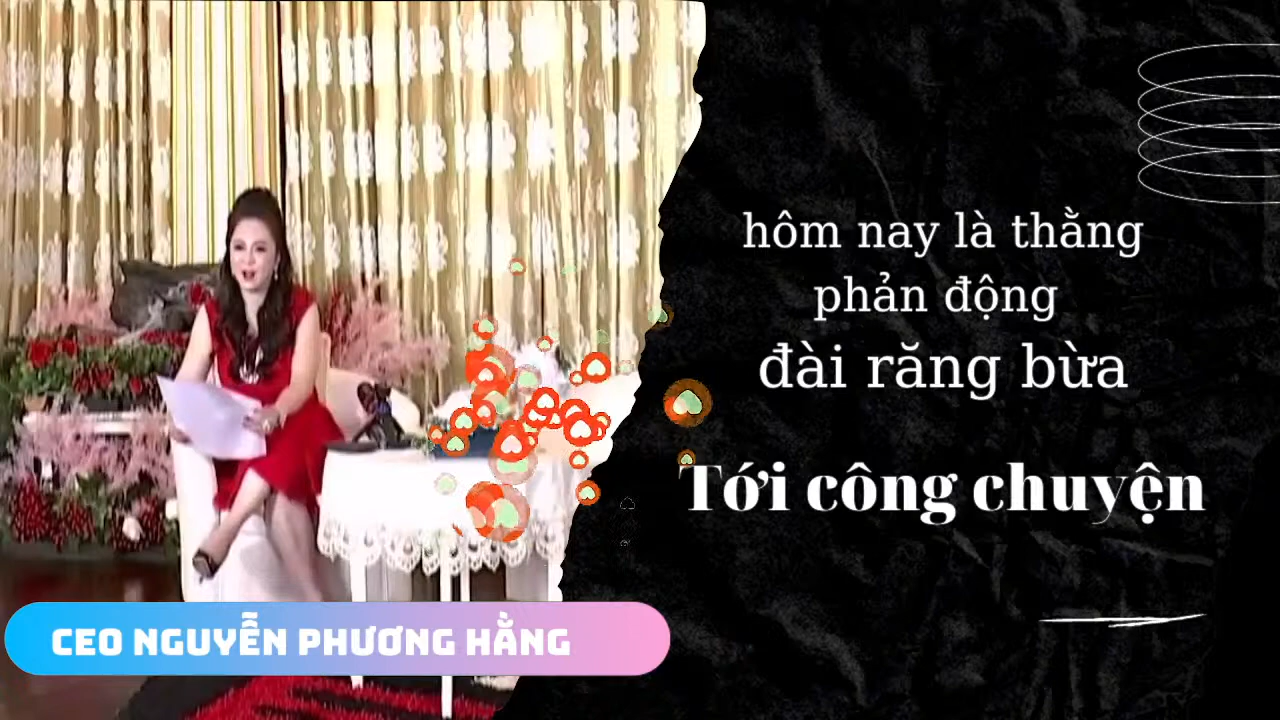 hôm nay là thằng
phản động
đài răng bừa
Tới công chuyện
CEO NGUYỄN PHƯƠNG HẰNG